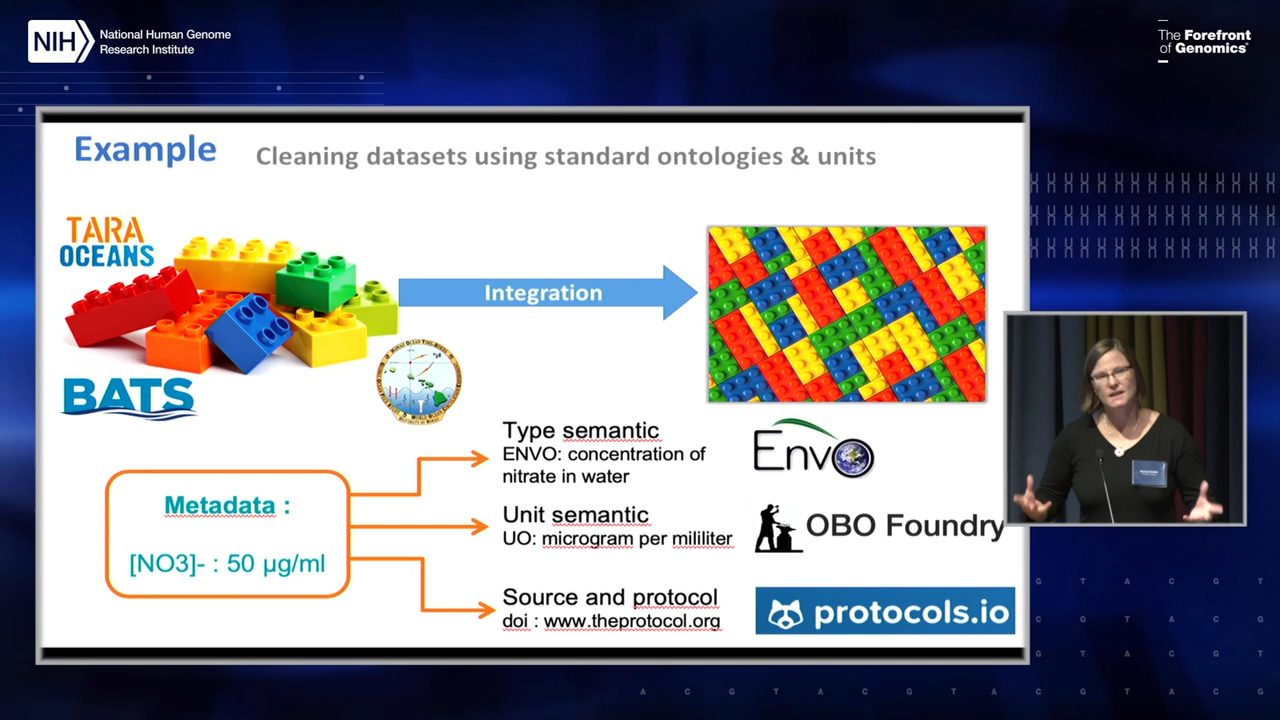 NIH
National Human Genome
Research Institute
The Forefront
of Genomics®
Example
Cleaning datasets using standard ontologies & units
TARA
OCEANS
Integration
BATS
Type semantic
ENVO: concentration of
nitrate in water
EnvO
Metadata :
[NO3]- : 50 µg/ml
Unit semantic
UO: microgram per mililiter
OBO Foundry
Source and protocol
doi : www.theprotocol.org
protocols.io
G T A C G T
G T A C G T
G T A C G T
A C G T A C G T A C G T A C G